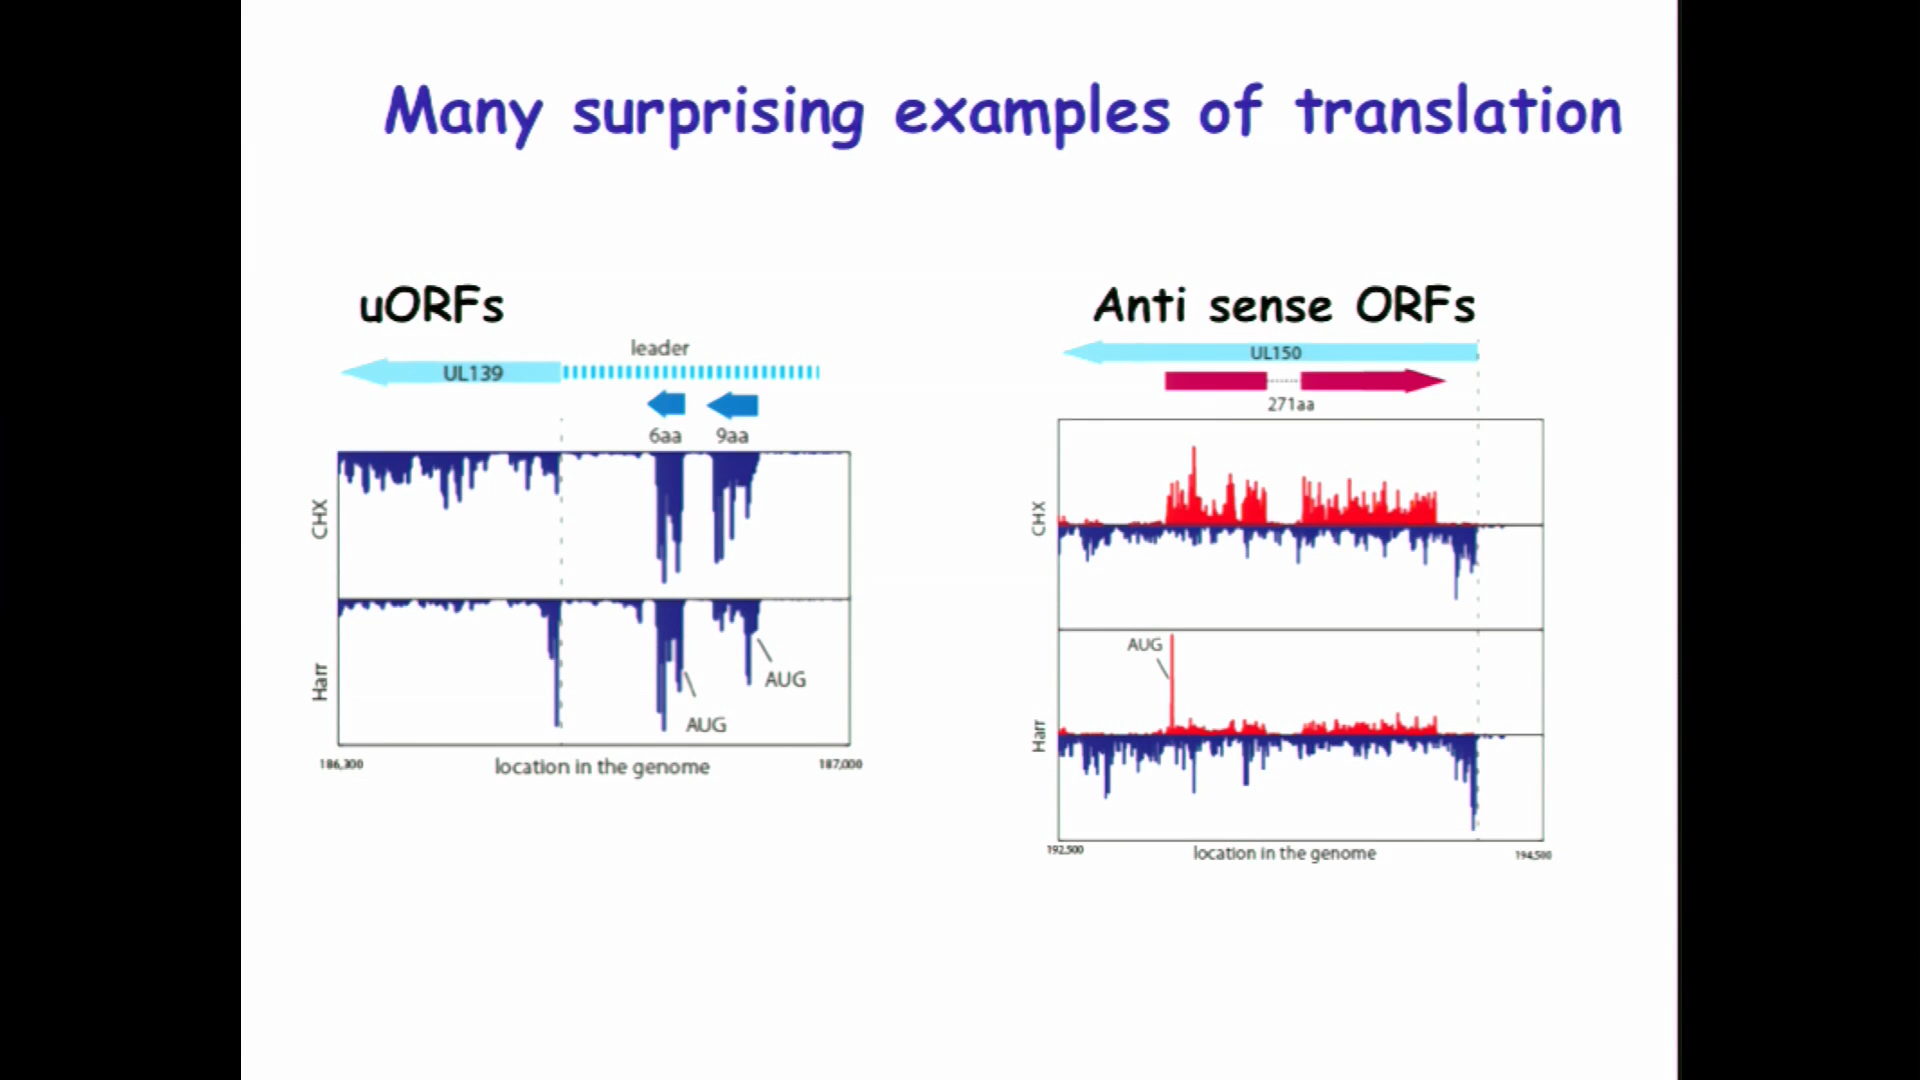 Many surprising examples of translation
uORFs
leader
UL139
6aa 9aa
CHX
Harr
AUG
AUG
186,300
location in the genome
187,000
Anti sense ORFs
UL150
271aa
CHX
AUG
Harr
192,500
location in the genome
194,500